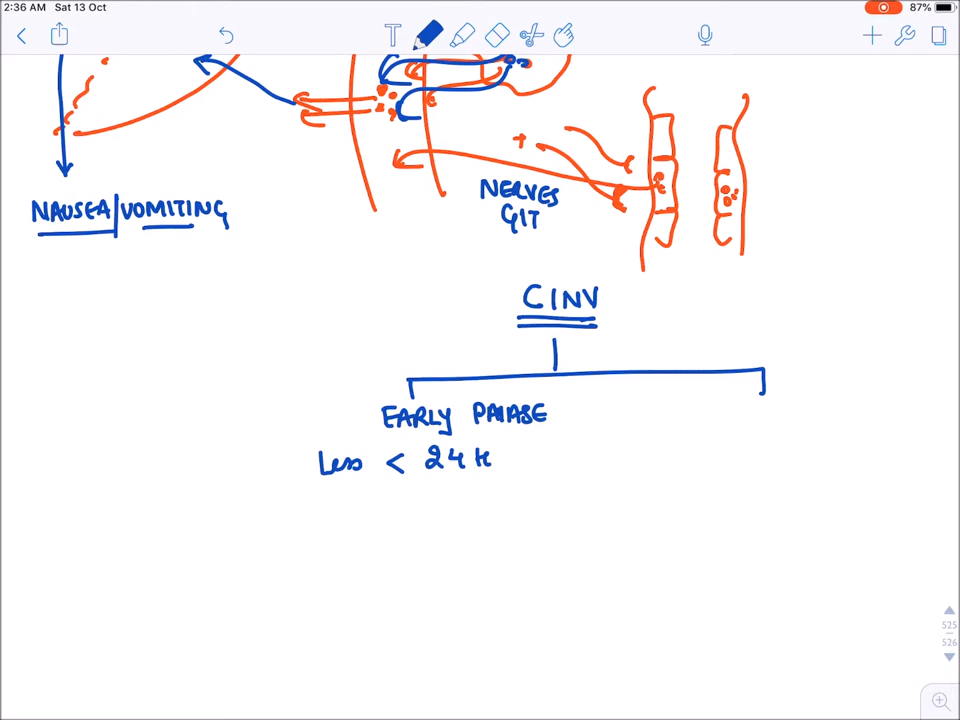 2:36 AM Sat 13 Oct
87%
T
NAUSEA/VOMITING
+
NERVES
GIT
CINV
EARLY PHASE
Less < 24 H
525
526